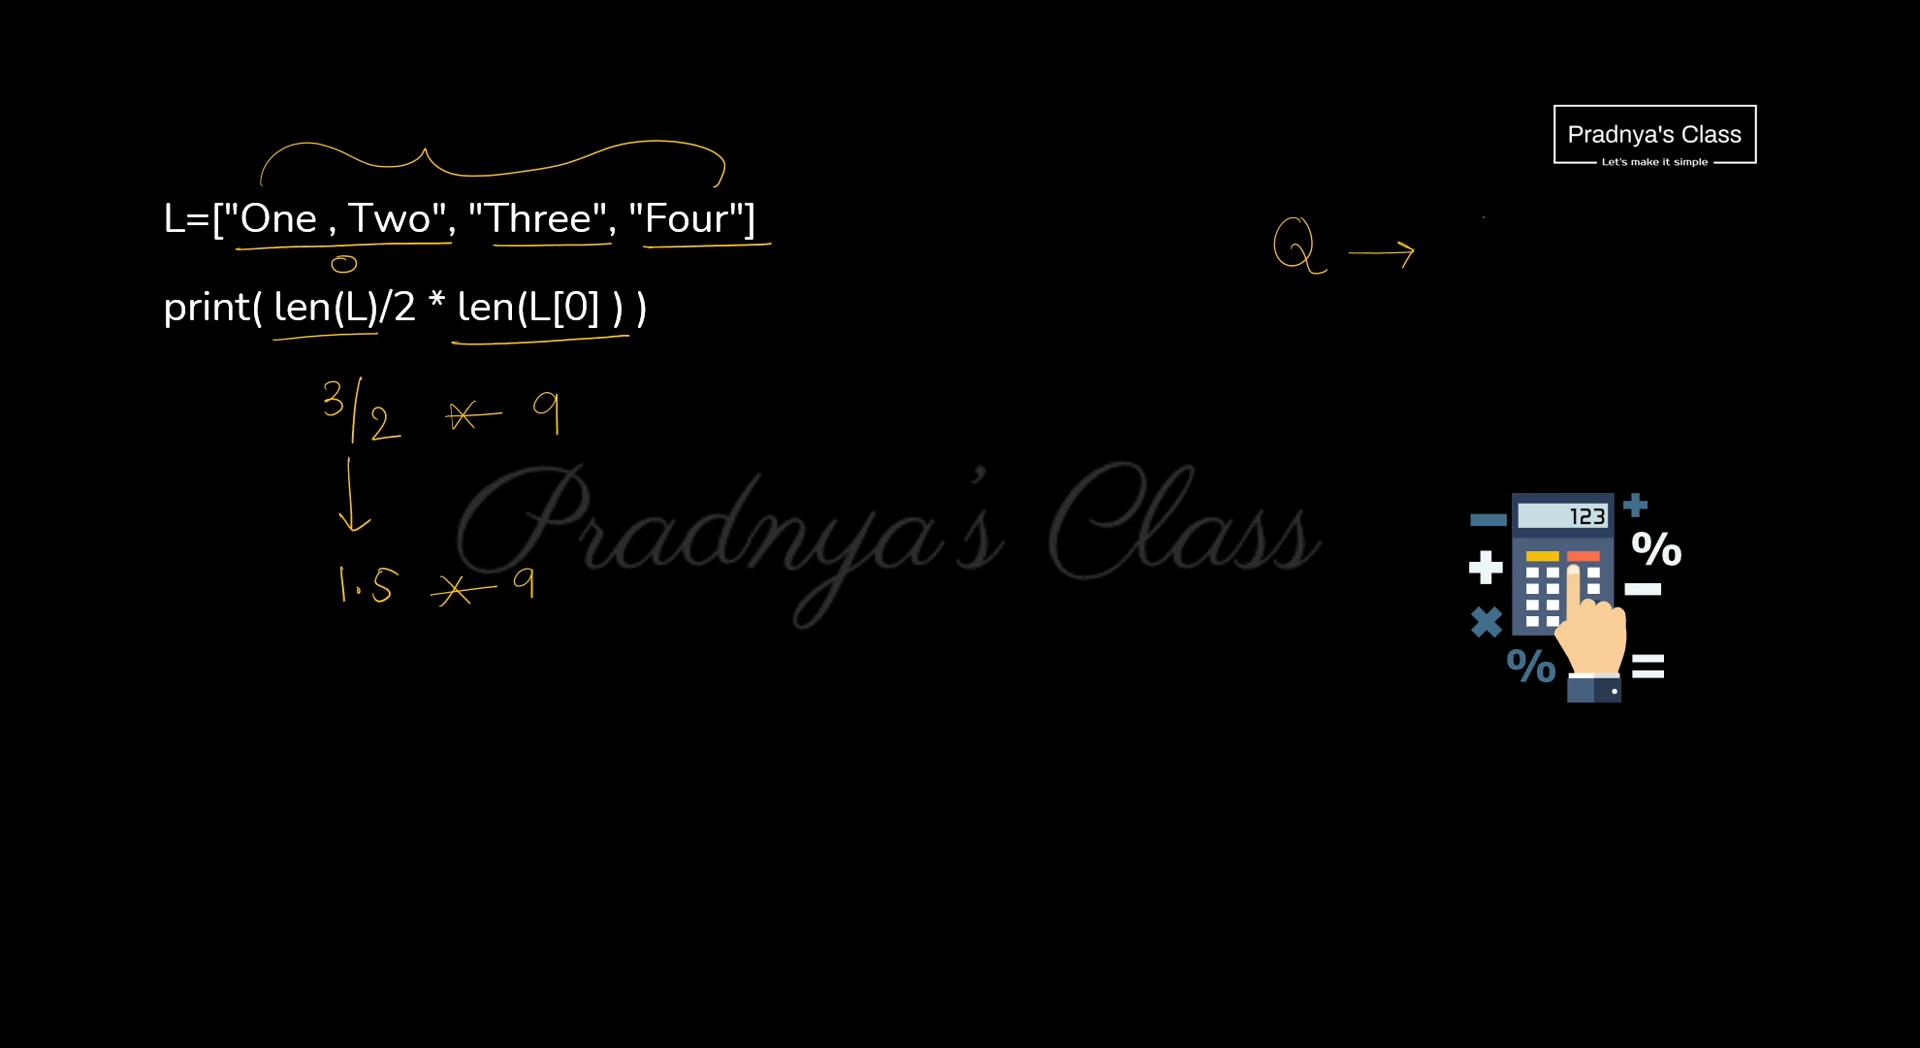 Pradnya's Class
Let's make it simple
L=["One , Two", "Three", "Four"]
0
Q →
print( len(L)/2 * len(L[0] ) )
3/2 * 9
1.5 * 9
Pradnya's Class
123